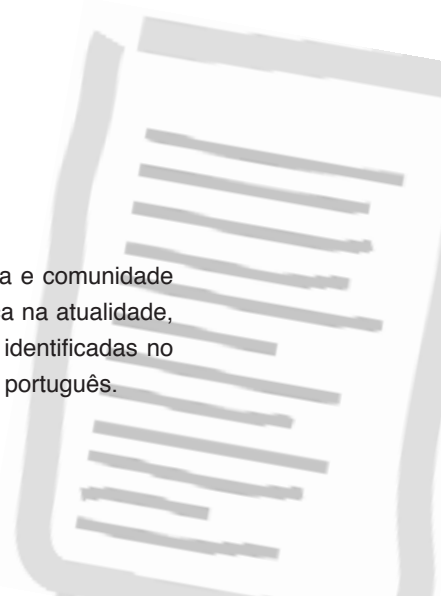 a e comunidade
a na atualidade,
identificadas no
português.